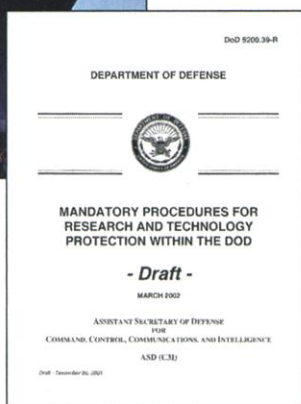 DoD 5200.39-R
DEPARTMENT OF DEFENSE
MANDATORY PROCEDURES FOR
RESEARCH AND TECHNOLOGY
PROTECTION WITHIN THE DOD
- Draft -
MARCH 2002
ASSISTANT SECRETARY OF DEFENSE
FOR
COMMAND, CONTROL, COMMUNICATIONS, AND INTELLIGENCE
ASD (C3I)